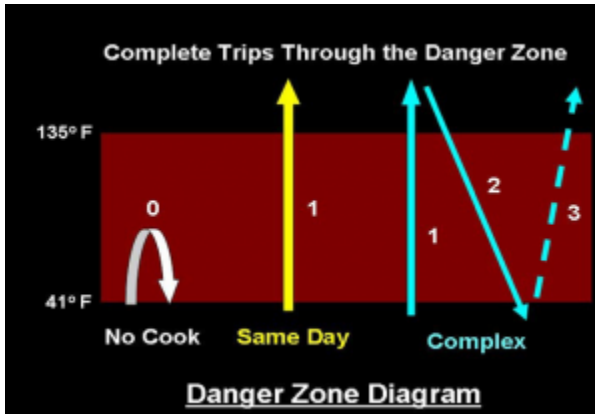 Complete Trips Through the Danger Zone
135° F
0
1
1
2
3
41° F
No Cook
Same Day
Complex
Danger Zone Diagram